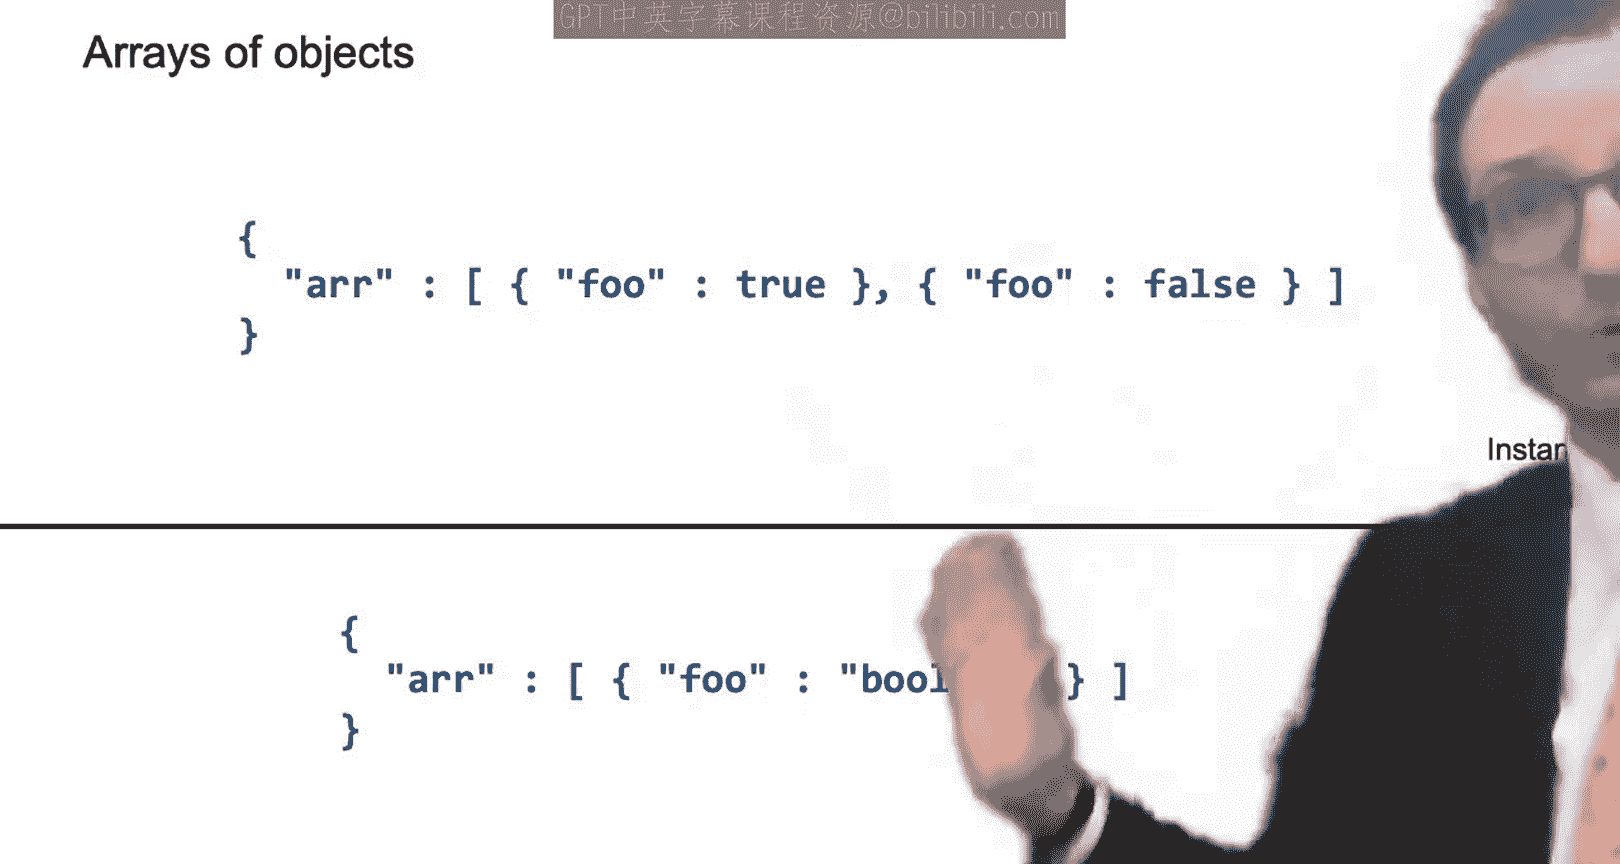 GPT中英字幕课程资源@bilibili.com
Arrays of objects
{
"arr" : [ { "foo" : true }, { "foo" : false } ]
}
Instan
{
"arr" : [ { "foo" : "bool } ]
}